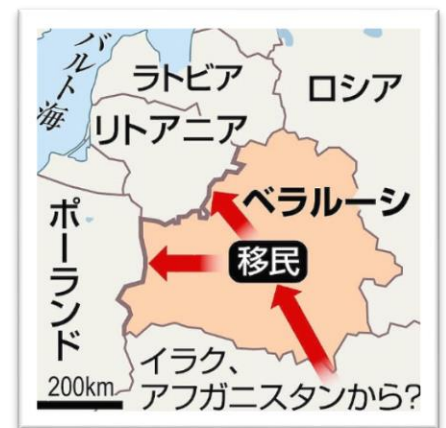 バルト海
ラトビア
ロシア
リトアニア
ベラルーシ
ポーランド
移民
イラク、
アフガニスタンから?
200km